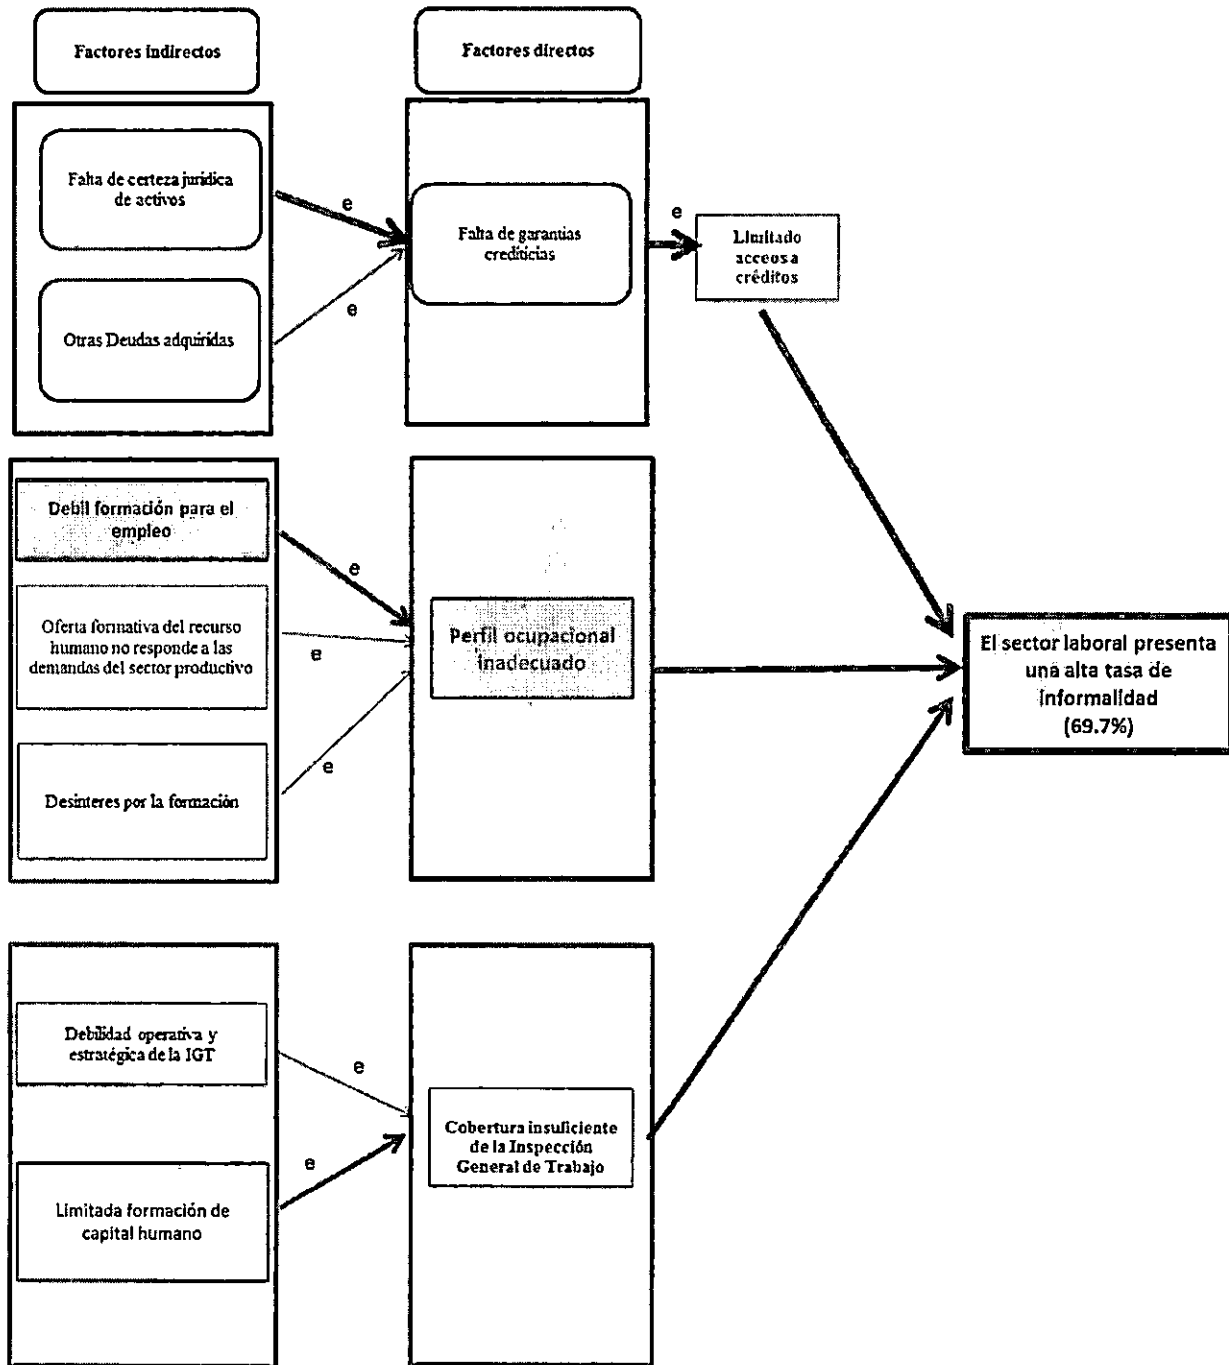 Factores indirectos
Factores directos
Falta de certeza jurídica
de activos
e
Otras Deudas adquiridas
e
Falta de garantías
crediticias
e
Limitado
acceos a
créditos
Debil formación para el
empleo
e
Oferta formativa del recurso
humano no responde a las
demandas del sector productivo
e
Desinteres por la formación
e
Perfil ocupacional
inadecuado
El sector laboral presenta
una alta tasa de
informalidad
(69.7%)
Debilidad operativa y
estratégica de la IGT
e
Limitada formación de
capital humano
e
Cobertura insuficiente
de la Inspección
General de Trabajo